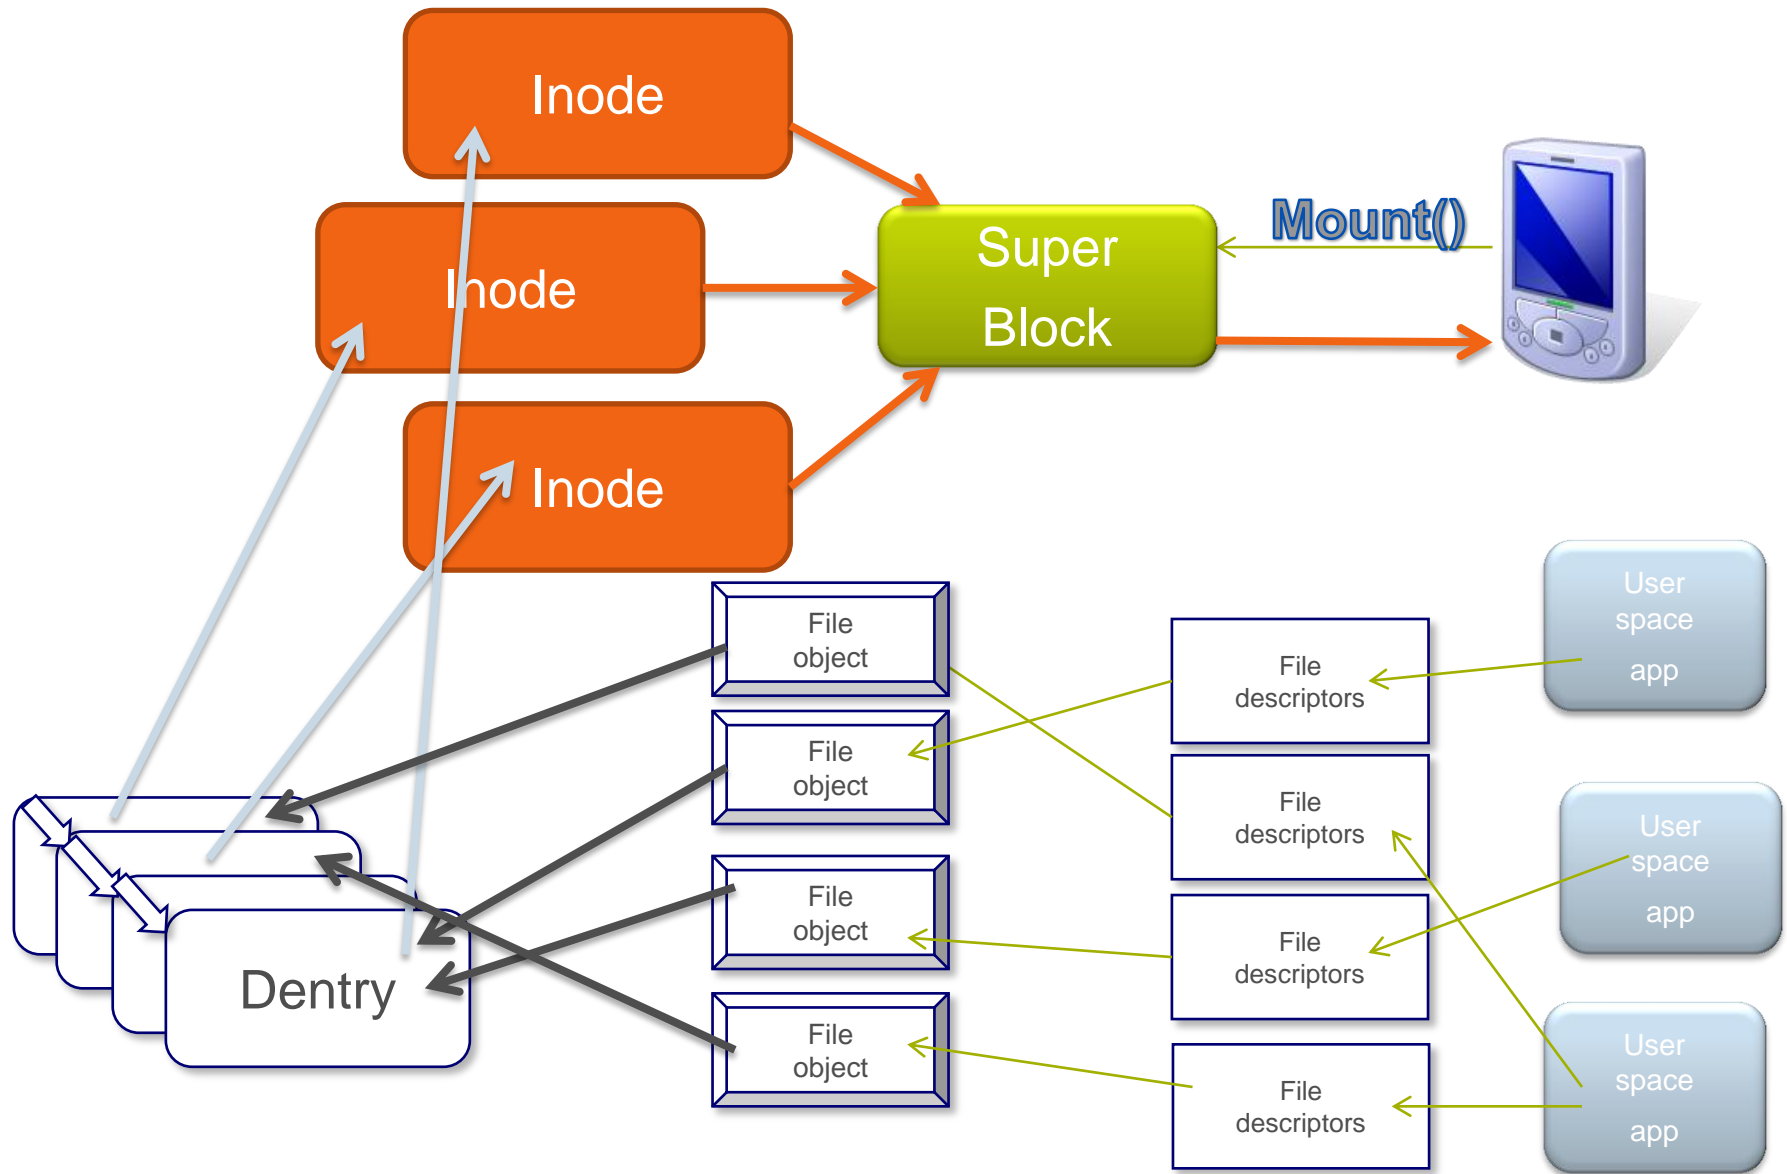 Inode
Inode
Super
Block
Mount()
Inode
File
object
File
descriptors
User
space
app
File
object
File
descriptors
User
space
app
File
object
File
descriptors
Dentry
File
object
File
descriptors
User
space
app